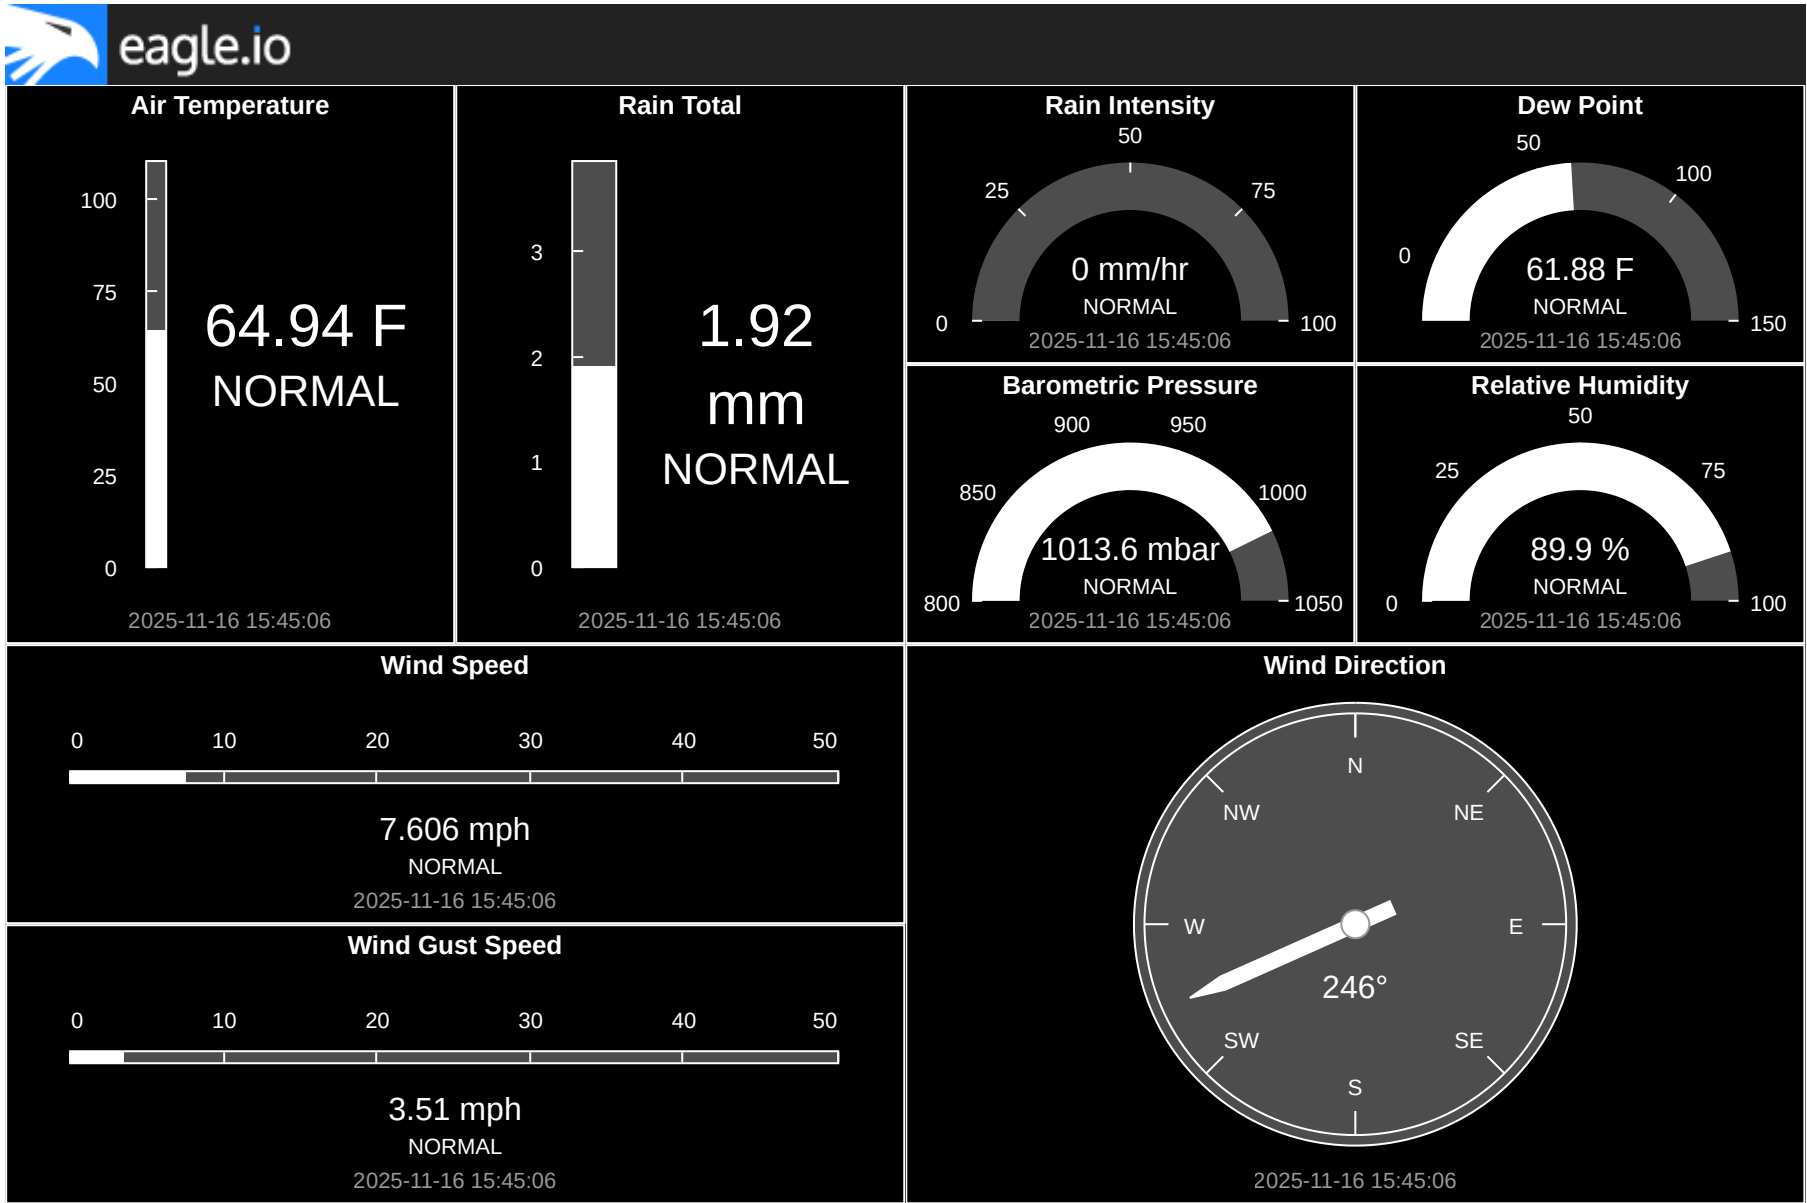 eagle.io
Air Temperature
100
75
50
25
0
64.94 F
NORMAL
2025-11-16 15:45:06
Rain Total
3
2
1
0
1.92
mm
NORMAL
2025-11-16 15:45:06
Rain Intensity
50
25
75
0
100
0 mm/hr
NORMAL
2025-11-16 15:45:06
Dew Point
50
100
0
150
61.88 F
NORMAL
2025-11-16 15:45:06
Barometric Pressure
900
950
850
1000
800
1050
1013.6 mbar
NORMAL
2025-11-16 15:45:06
Relative Humidity
50
25
75
0
100
89.9 %
NORMAL
2025-11-16 15:45:06
Wind Speed
0 10 20 30 40 50
7.606 mph
NORMAL
2025-11-16 15:45:06
Wind Gust Speed
0 10 20 30 40 50
3.51 mph
NORMAL
2025-11-16 15:45:06
Wind Direction
N
NW NE
W E
246°
SW SE
S
2025-11-16 15:45:06